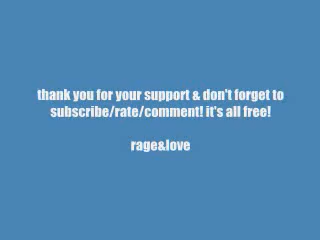 thank you for your support & don't forget to
subscribe/rate/comment! it's all free!
rage&love